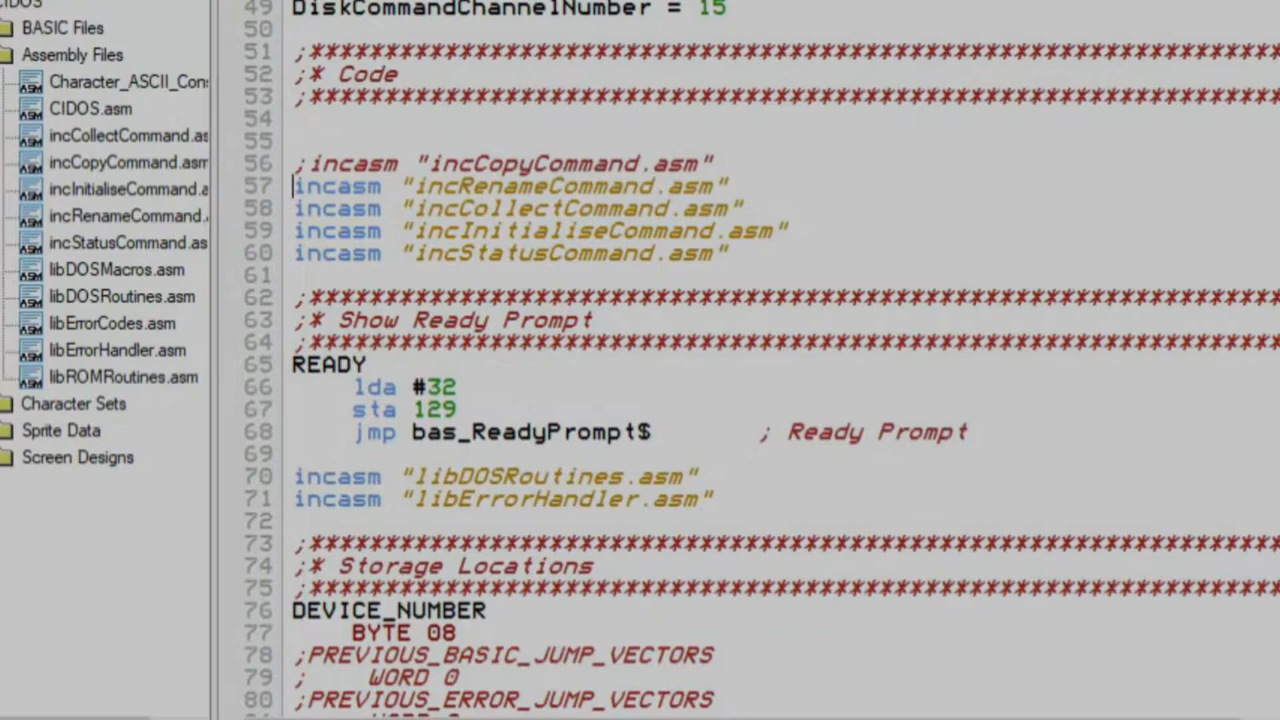 CIDOS
BASIC Files
Assembly Files
Character_ASCII_Con
CIDOS.asm
incCollectCommand.as
incCopyCommand.asm
incInitialiseCommand.a
incRenameCommand.
incStatusCommand.as
libDOSMacros.asm
libDOSRoutines.asm
libErrorCodes.asm
libErrorHandler.asm
libROMRoutines.asm
Character Sets
Sprite Data
Screen Designs
49 DiskCommandChannelNumber = 15
50
51 ;******************************************************************
52 ;* Code
53 ;******************************************************************
54
55
56 ;incasm "incCopyCommand.asm"
57 incasm "incRenameCommand.asm"
58 incasm "incCollectCommand.asm"
59 incasm "incInitialiseCommand.asm"
60 incasm "incStatusCommand.asm"
61
62 ;******************************************************************
63 ;* Show Ready Prompt
64 ;******************************************************************
65 READY
66 lda #32
67 sta 129
68 jmp bas_ReadyPrompt$ ; Ready Prompt
69
70 incasm "libDOSRoutines.asm"
71 incasm "libErrorHandler.asm"
72
73 ;******************************************************************
74 ;* Storage Locations
75 ;******************************************************************
76 DEVICE_NUMBER
77 BYTE 08
78 ;PREVIOUS_BASIC_JUMP_VECTORS
79 ; WORD 0
80 ;PREVIOUS_ERROR_JUMP_VECTORS